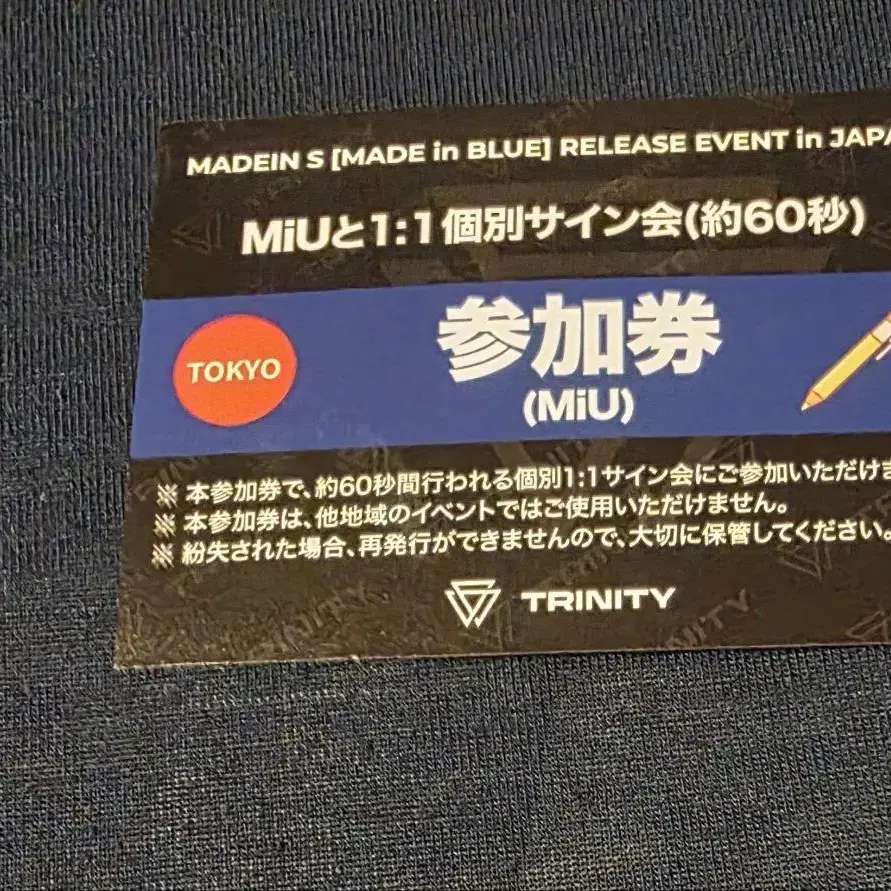 MADEIN S [MADE in BLUE] RELEASE EVENT in JAPA
MiUと1:1個別サイン会(約60秒)
TOKYO
参加券
(MiU)
※ 本参加券で、約60秒間行われる個別1:1サイン会にご参加いただけま
※ 本参加券は、他地域のイベントではご使用いただけません。
※ 紛失された場合、再発行ができませんので、大切に保管してください。
TRINITY